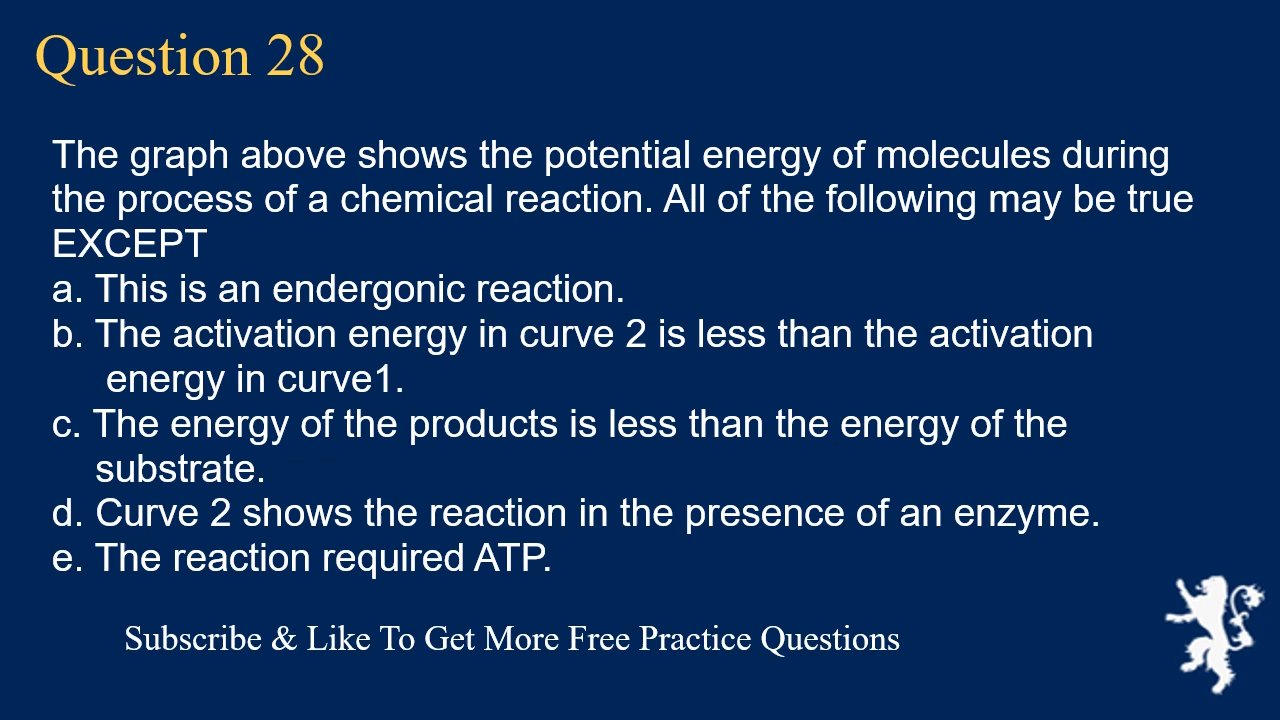 Question 28
The graph above shows the potential energy of molecules during
the process of a chemical reaction. All of the following may be true
EXCEPT
a. This is an endergonic reaction.
b. The activation energy in curve 2 is less than the activation
energy in curve1.
c. The energy of the products is less than the energy of the
substrate.
d. Curve 2 shows the reaction in the presence of an enzyme.
e. The reaction required ATP.
Subscribe & Like To Get More Free Practice Questions